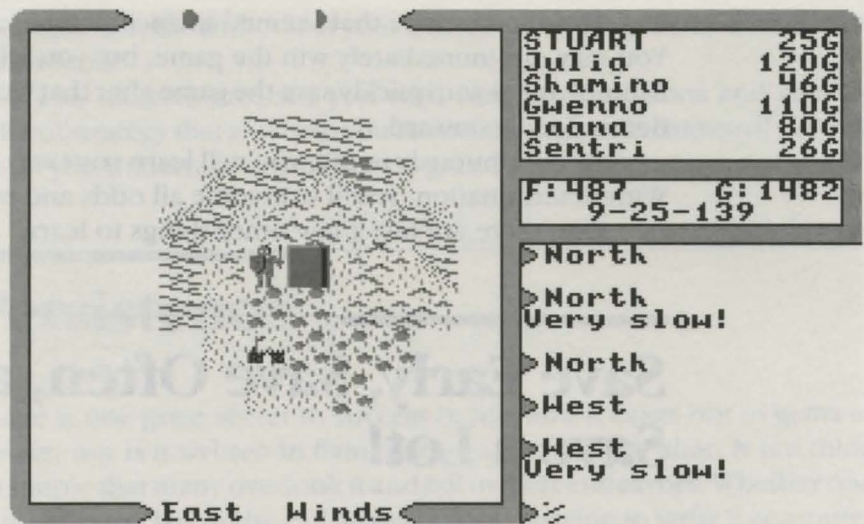 STUART 25G
Julio 120G
Shamino 46G
Gwenno 110G
Jaana 80G
Sentri 26G
F:487 G:1482
9-25-139
North
North
Very slow!
North
West
West
Very slow!
East Winds